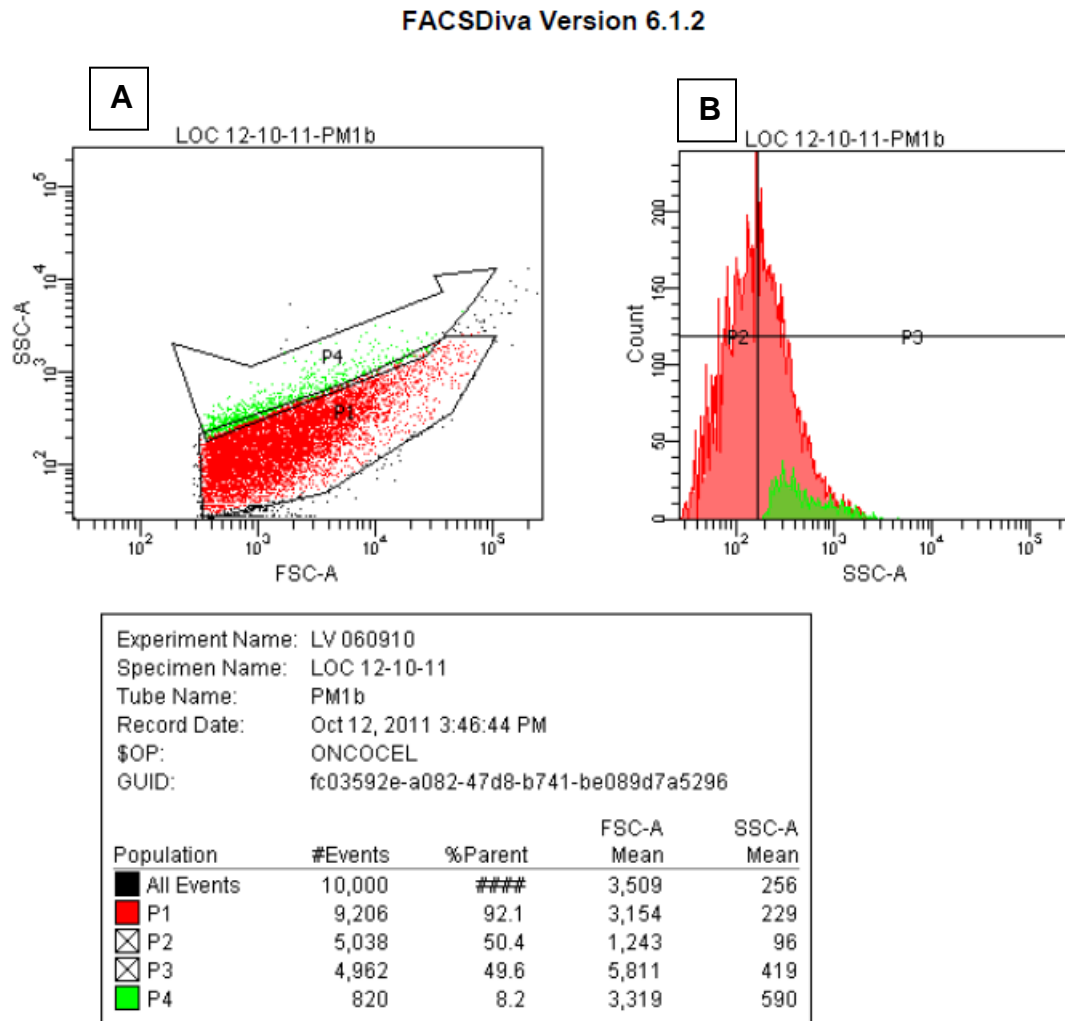 FACSDiva Version 6.1.2
A
LOC 12-10-11-PM1b
SSC-A
10^5
10^4
10^3
10^2
P4
P1
10^2 10^3 10^4 10^5
FSC-A
B
LOC 12-10-11-PM1b
Count
200
150
100
50
0
P2 P3
10^2 10^3 10^4 10^5
SSC-A
Experiment Name: LV 060910
Specimen Name: LOC 12-10-11
Tube Name: PM1b
Record Date: Oct 12, 2011 3:46:44 PM
$OP: ONCOCEL
GUID: fc03592e-a082-47d8-b741-be089d7a5296
FSC-A SSC-A
Population #Events %Parent Mean Mean
All Events 10,000 #### 3,509 256
P1 9,206 92.1 3,154 229
P2 5,038 50.4 1,243 96
P3 4,962 49.6 5,811 419
P4 820 8.2 3,319 590